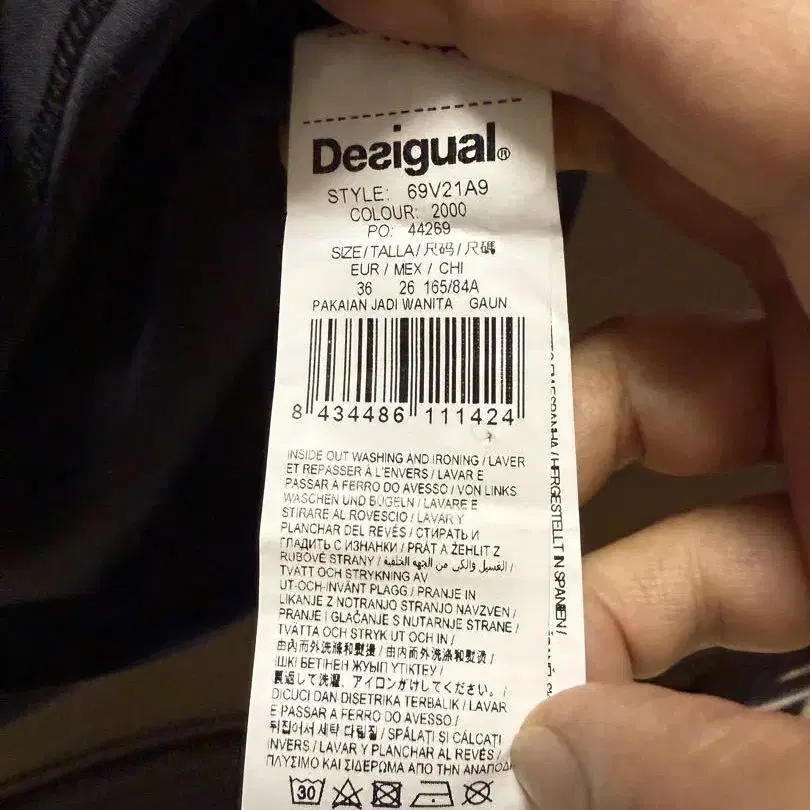 Desigual®
STYLE: 69V21A9
COLOUR: 2000
PO: 44269
SIZE/TALLA/尺码/尺碼
EUR / MEX / CHI
36 26 165/84A
PAKAIAN JADI WANITA GAUN
8 434486 111424
INSIDE OUT WASHING AND IRONING / LAVER
ET REPASSER À L'ENVERS / LAVAR E
PASSAR A FERRO DO AVESSO / VON LINKS
WASCHEN UND BÜGELN / LAVARE E
STIRARE AL ROVESCIO / LAVAR Y
PLANCHAR DEL REVÉS / СТИРАТЬ И
ГЛАДИТЬ С ИЗНАНКИ / PRÁT A ŽEHLIT Z
RUBOVÉ STRANY / الغسيل والكي من الجهه الخلفية /
TVÄTT OCH STRYKNING AV
UT-OCH-INVÄNT PLAGG / PRANJE IN
LIKANJE Z NOTRANJO STRANJO NAVZVEN /
PRANJE I GLAČANJE S NUTARNJE STRANE /
TVÄTTA OCH STRYK UT OCH IN /
由內而外洗滌和熨燙 / 由内而外洗涤和熨烫 /
ІШКІ БЕТІНЕН ЖУЫП ҮТІКТЕУ /
裏返して洗濯、アイロンがけしてください。 /
DICUCI DAN DISETRIKA TERBALIK / LAVAR
E PASSAR A FERRO DO AVESSO /
뒤집어서 세탁 다림질 / SPĂLAȚI ȘI CĂLCAȚI
INVERS / LAVAR Y PLANCHAR AL REVÉS /
ΠΛΥΣΙΜΟ ΚΑΙ ΣΙΔΕΡΩΜΑ ΑΠΟ ΤΗΝ ΑΝΑΠΟΔ
30
HERGESTELLT IN SPANIEN /